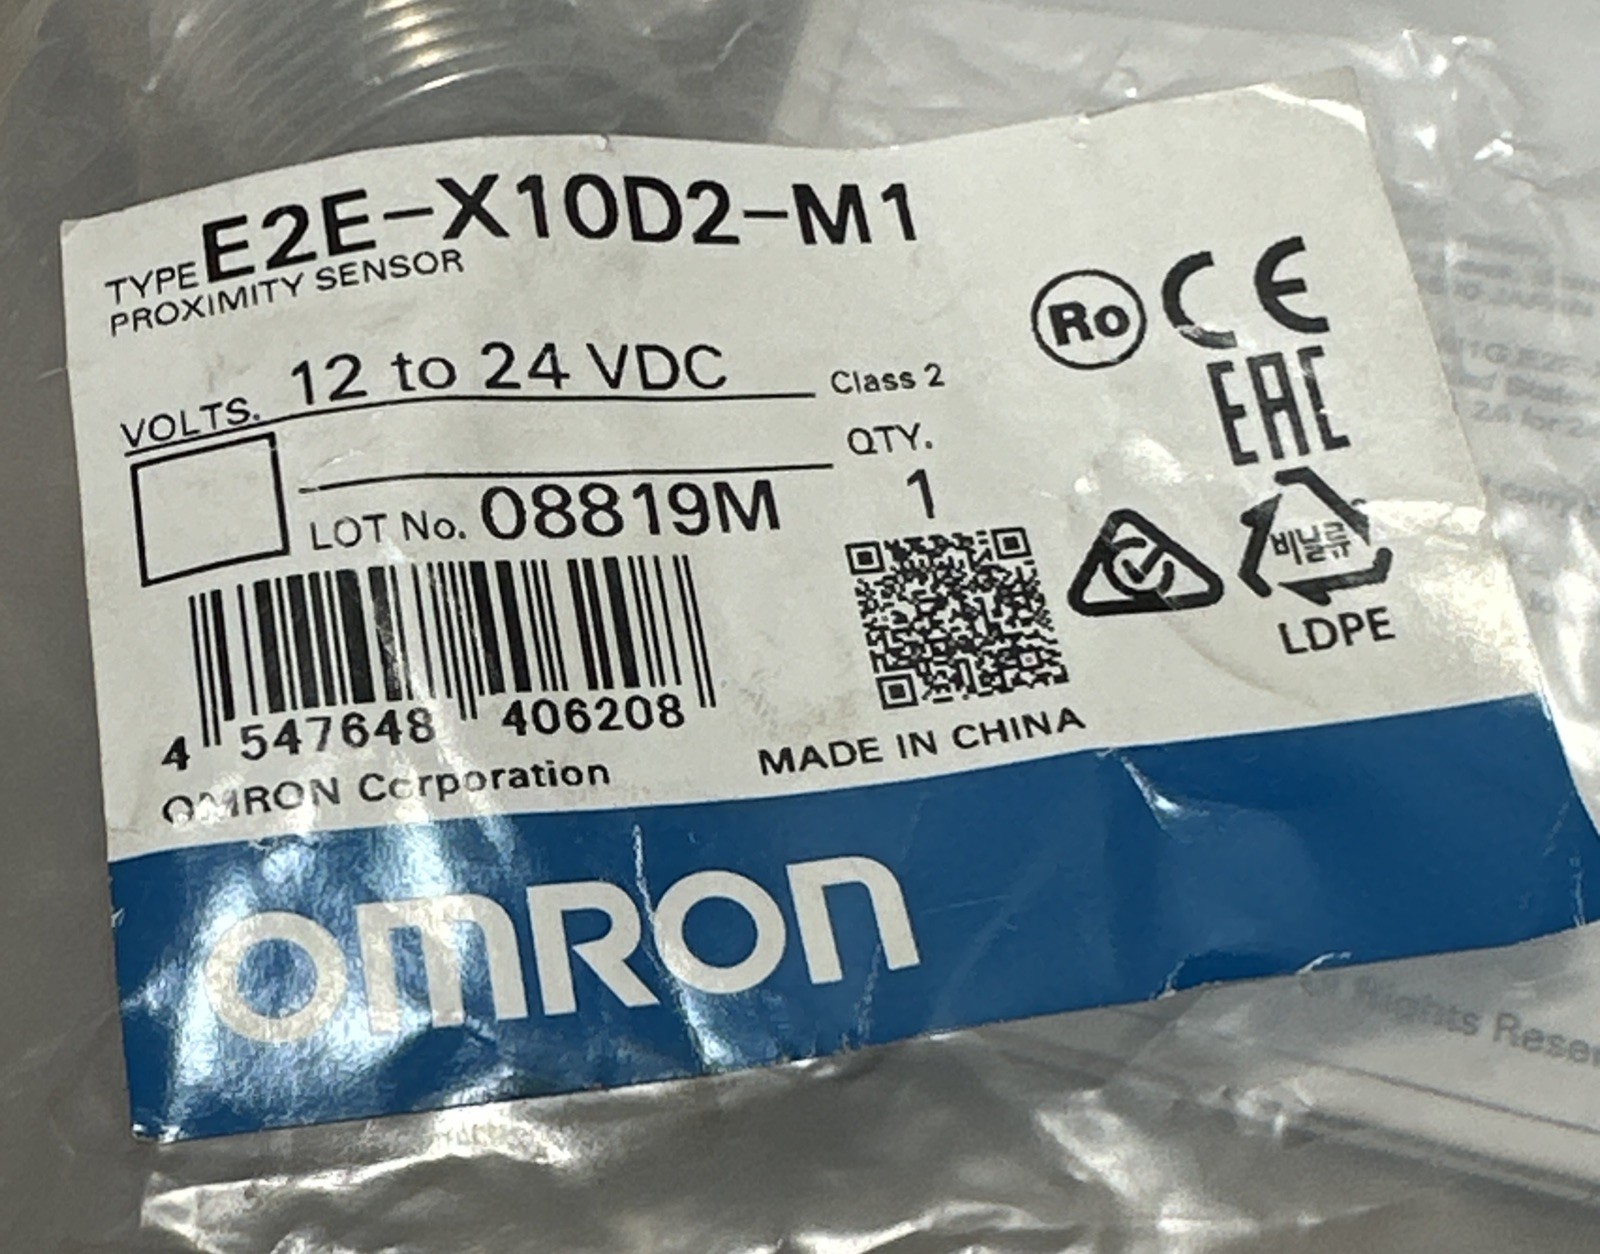 TYPE E2E-X10D2-M1
PROXIMITY SENSOR
VOLTS. 12 to 24 VDC Class 2
QTY.
1
LOT No. 08819M
4 547648 406208
OMRON Corporation
MADE IN CHINA
Ro CE
EAC
비닐류
LDPE
OMRON
Rights